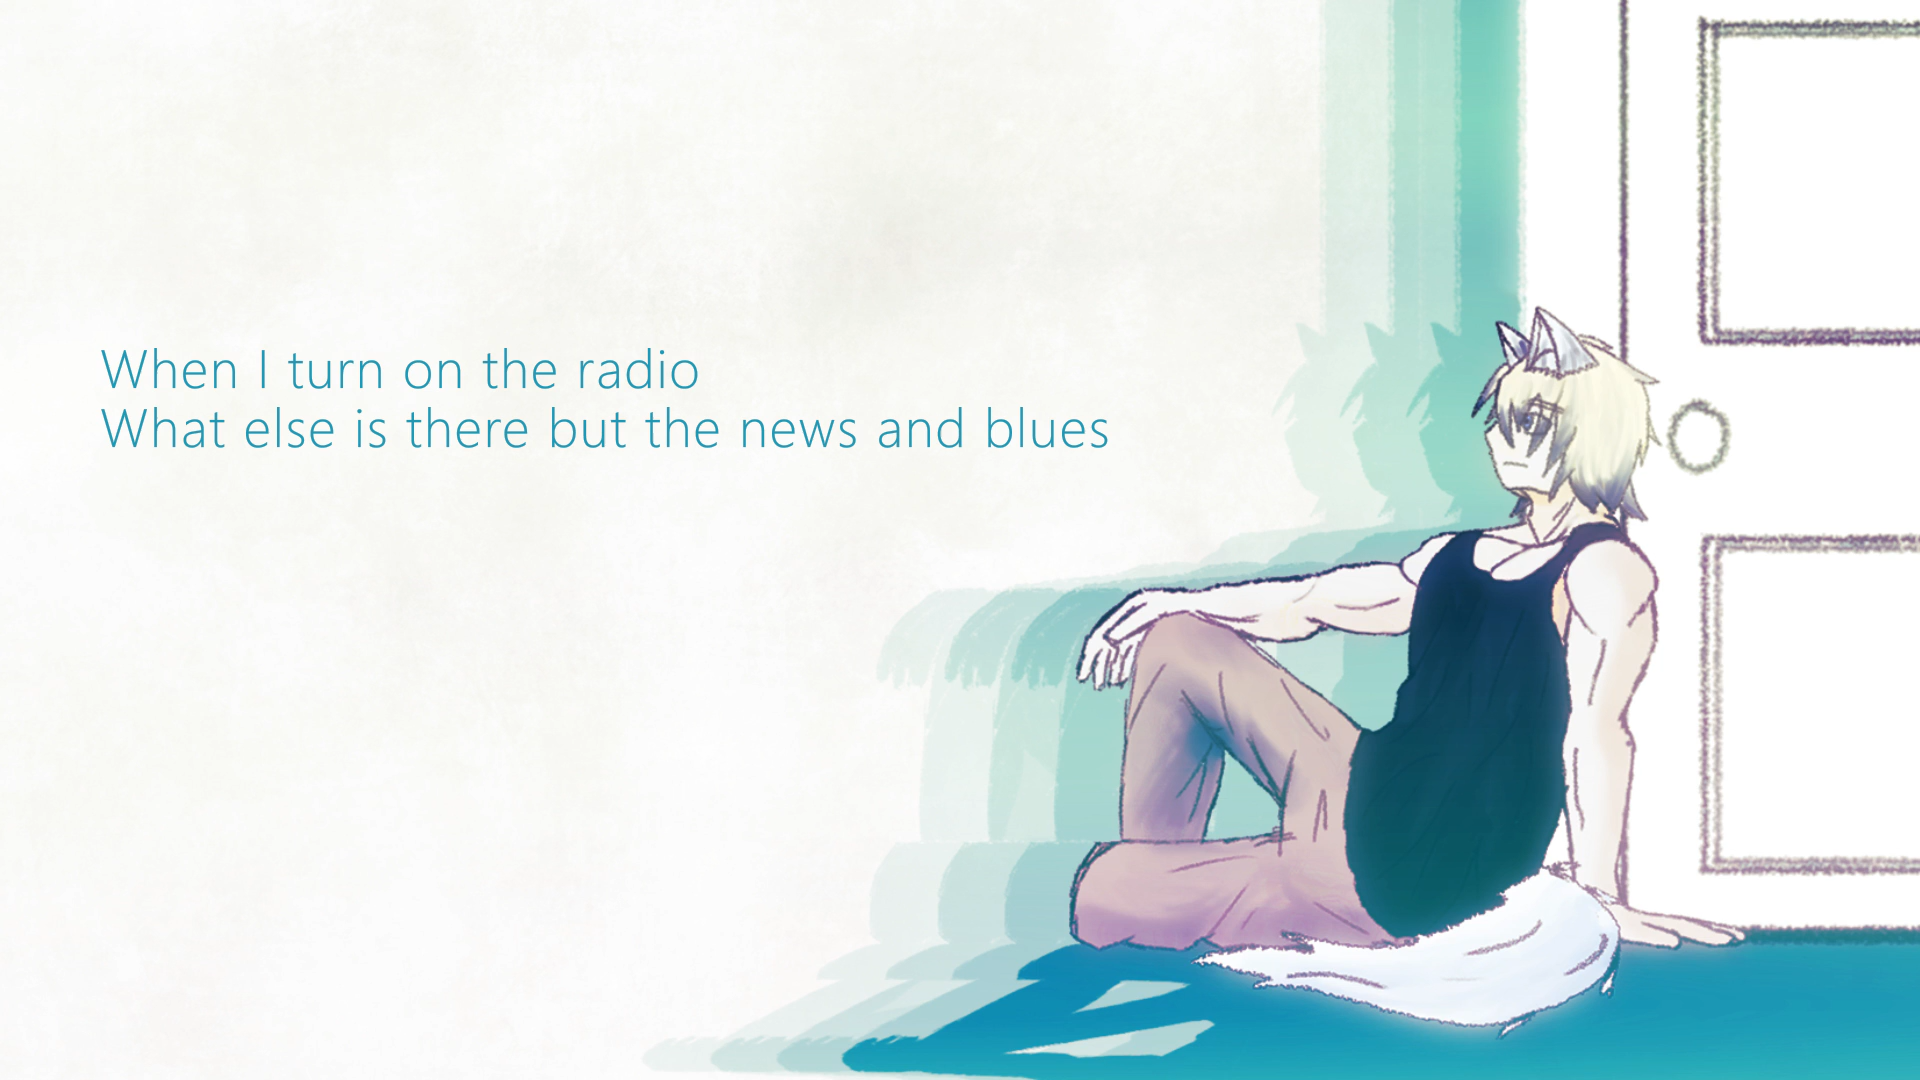 When I turn on the radio
What else is there but the news and blues